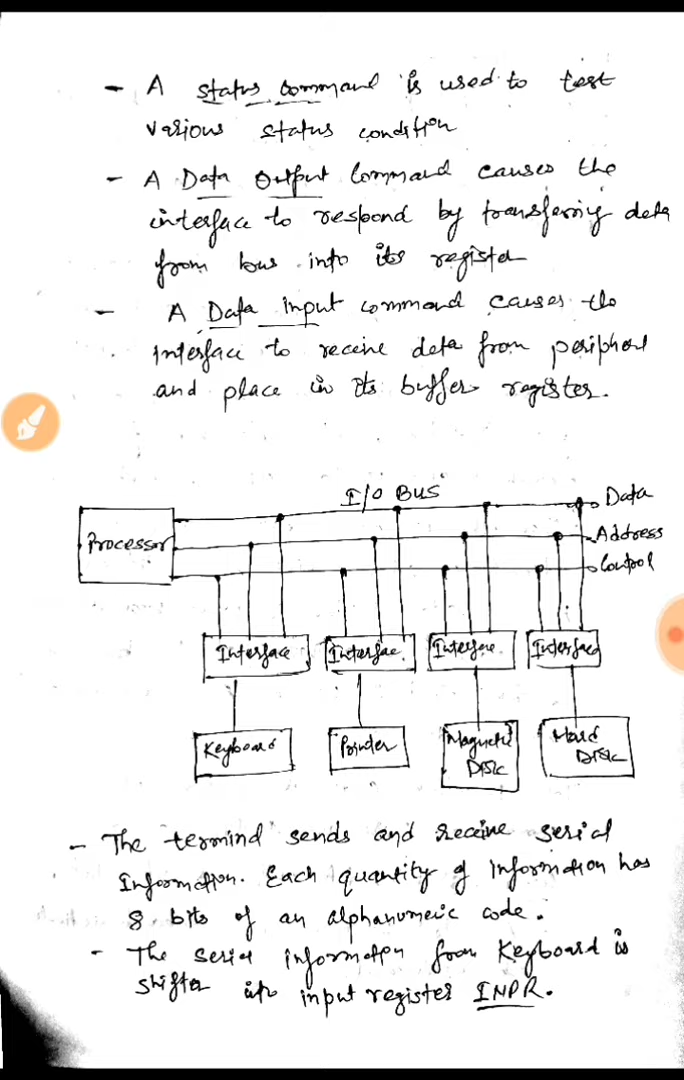 - A status command is used to test
various status condition
- A Data output Command causes the
interface to respond by transferring data
from bus into its register
- A Data input command causes the
interface to receive data from peripheral
and place in its buffer register.
I/O BUS
Data
Processor
Address
Control
Interface Interface Interface Interface
Keyboard Printer Magnetic Disk Hard Disk
- The terminal sends and receive serial
Information. Each quantity of Information has
8 bits of an alphanumeric code.
- The serial information from Keyboard is
shifted into input register INPR.